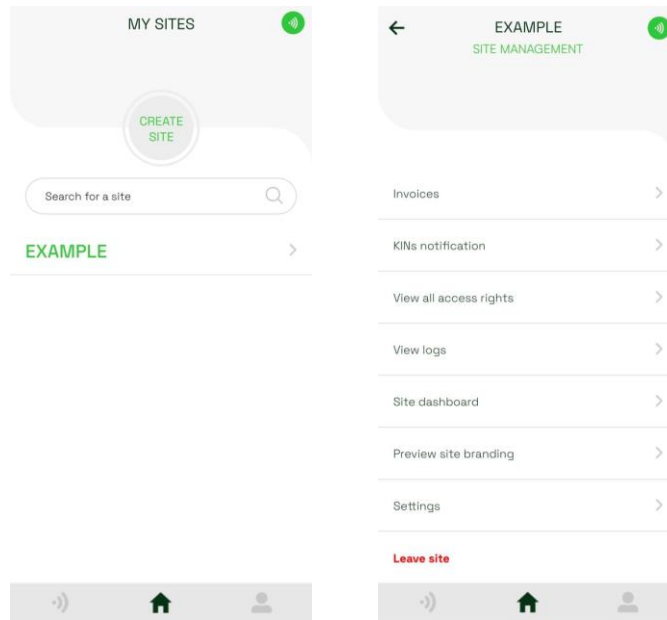 MY SITES
CREATE
SITE
Search for a site
EXAMPLE
EXAMPLE
SITE MANAGEMENT
Invoices
KINs notification
View all access rights
View logs
Site dashboard
Preview site branding
Settings
Leave site